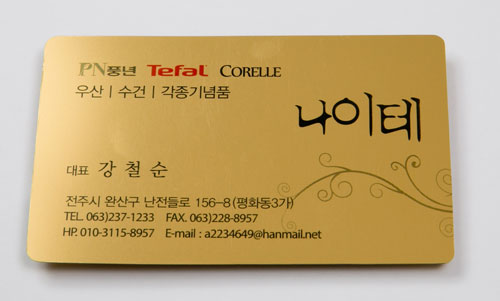 PN풍년 Tefal CORELLE
우산 | 수건 | 각종기념품
나이테
대표 강 철 순
전주시 완산구 난전들로 156-8(평화동3가)
TEL. 063)237-1233 FAX. 063)228-8957
HP. 010-3115-8957 E-mail : a2234649@hanmail.net